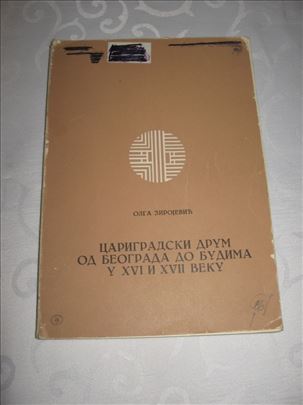 ОЛГА ЗИРОЈЕВИЋ
ЦАРИГРАДСКИ ДРУМ
ОД БЕОГРАДА ДО БУДИМА
У XVI И XVII ВЕКУ